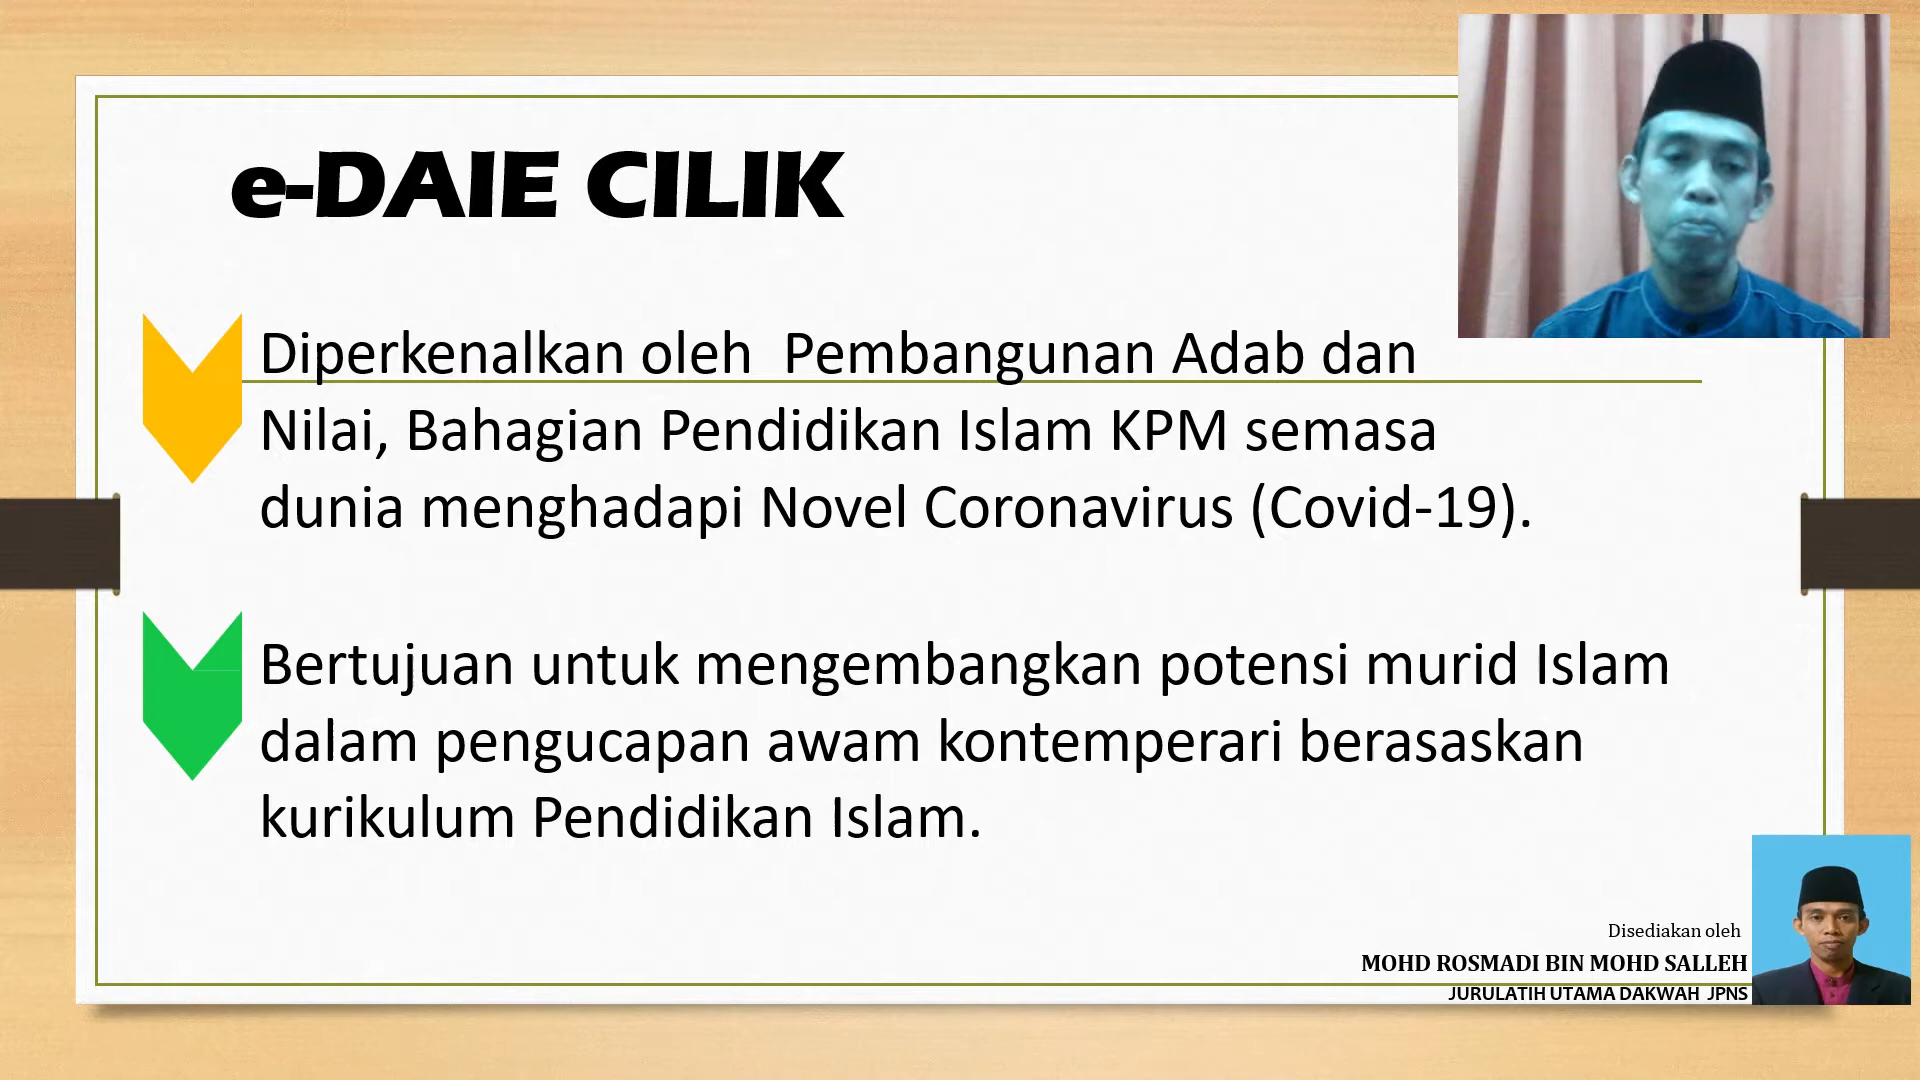 e-DAIE CILIK
Diperkenalkan oleh Pembangunan Adab dan
Nilai, Bahagian Pendidikan Islam KPM semasa
dunia menghadapi Novel Coronavirus (Covid-19).
Bertujuan untuk mengembangkan potensi murid Islam
dalam pengucapan awam kontemperari berasaskan
kurikulum Pendidikan Islam.
Disediakan oleh
MOHD ROSMADI BIN MOHD SALLEH
JURULATIH UTAMA DAKWAH JPNS